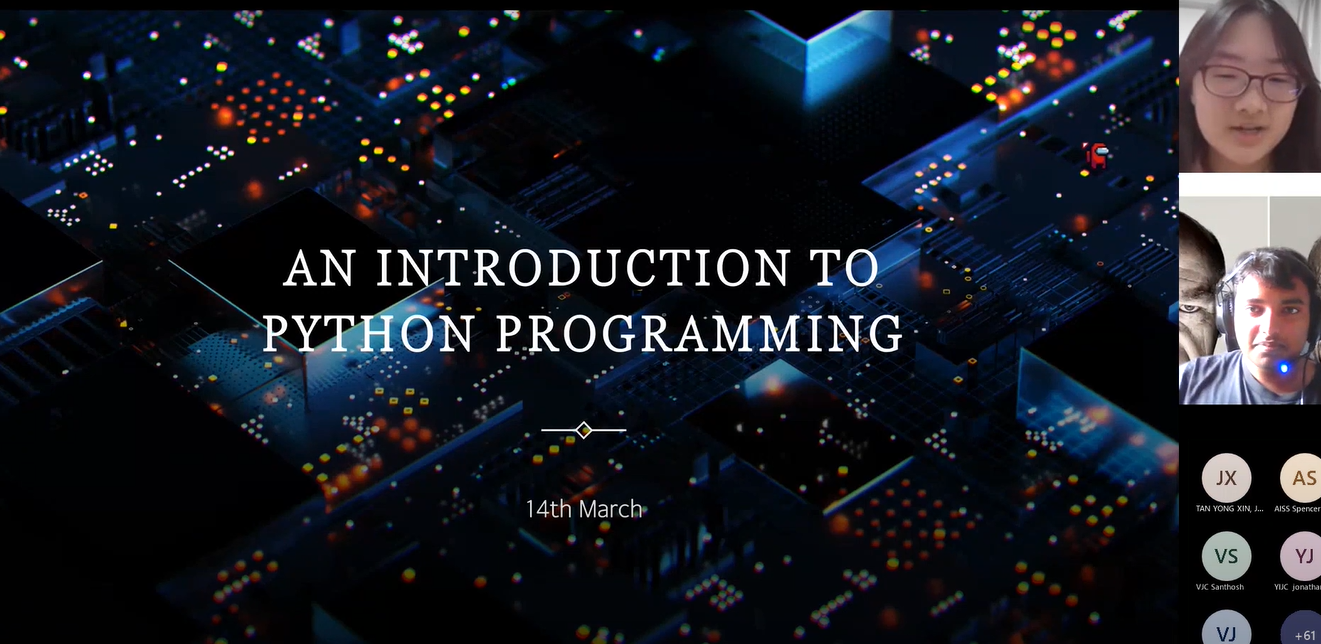 AN INTRODUCTION TO
PYTHON PROGRAMMING
14th March
JX
AS
TAN YONG XIN, J...
AISS Spencer
VS
YJ
VJC Santhosh
YIJC jonathan
VJ
+61